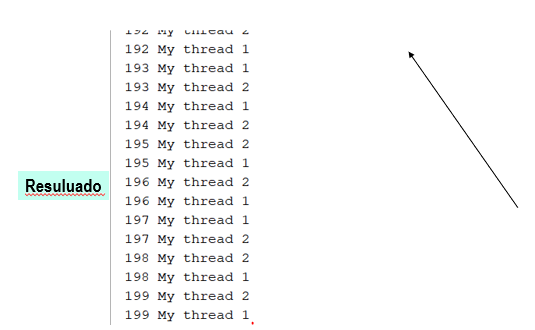 192 My thread 2
192 My thread 1
193 My thread 1
193 My thread 2
194 My thread 1
194 My thread 2
195 My thread 2
195 My thread 1
Resuluado
196 My thread 2
196 My thread 1
197 My thread 1
197 My thread 2
198 My thread 2
198 My thread 1
199 My thread 2
199 My thread 1